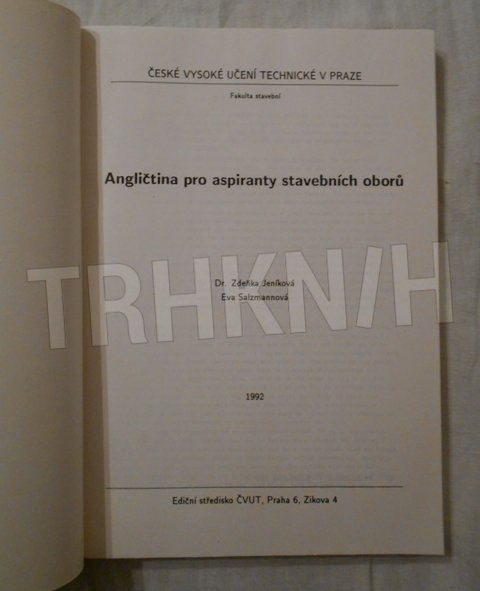 ČESKÉ VYSOKÉ UČENÍ TECHNICKÉ V PRAZE
Fakulta stavební
Angličtina pro aspiranty stavebních oborů
Dr. Zdeňka Jeníková
Eva Salzmannová
TRHKNIH
1992
Ediční středisko ČVUT, Praha 6, Zikova 4